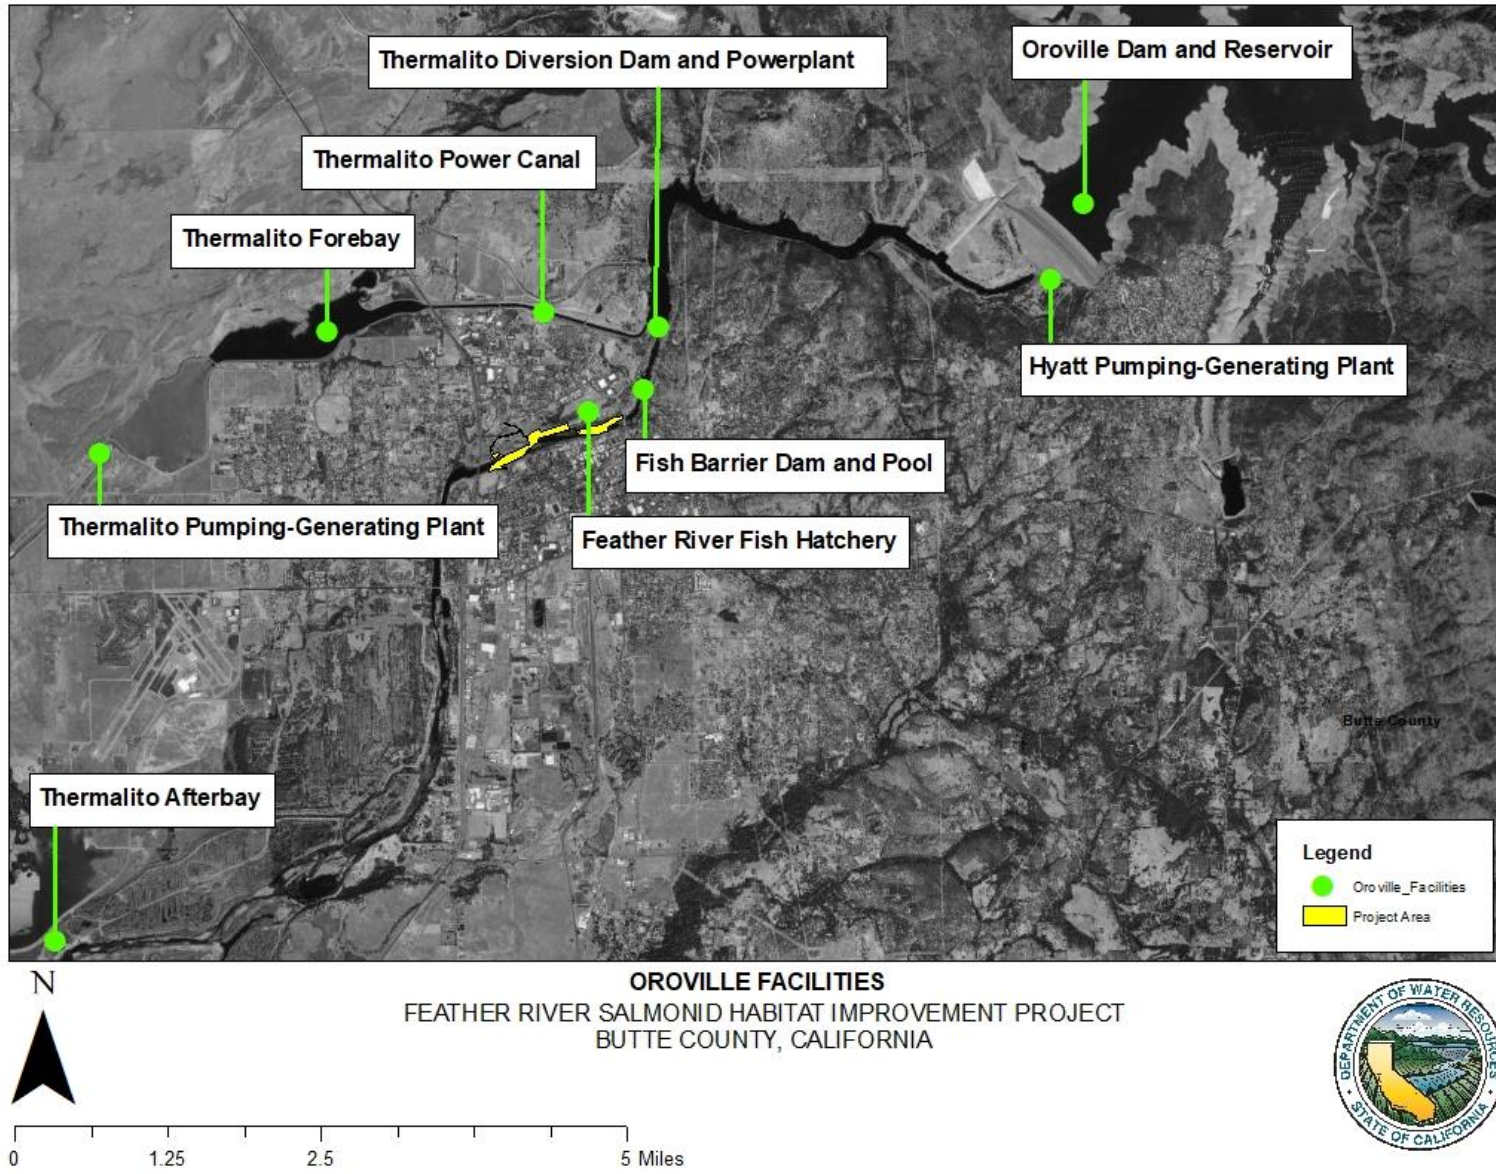 Thermalito Diversion Dam and Powerplant
Oroville Dam and Reservoir
Thermalito Power Canal
Thermalito Forebay
Hyatt Pumping-Generating Plant
Fish Barrier Dam and Pool
Thermalito Pumping-Generating Plant
Feather River Fish Hatchery
Butte County
Thermalito Afterbay
Legend
Oroville_Facilities
Project Area
N
OROVILLE FACILITIES
FEATHER RIVER SALMONID HABITAT IMPROVEMENT PROJECT
BUTTE COUNTY, CALIFORNIA
DEPARTMENT OF WATER RESOURCES
STATE OF CALIFORNIA
0 1.25 2.5 5 Miles